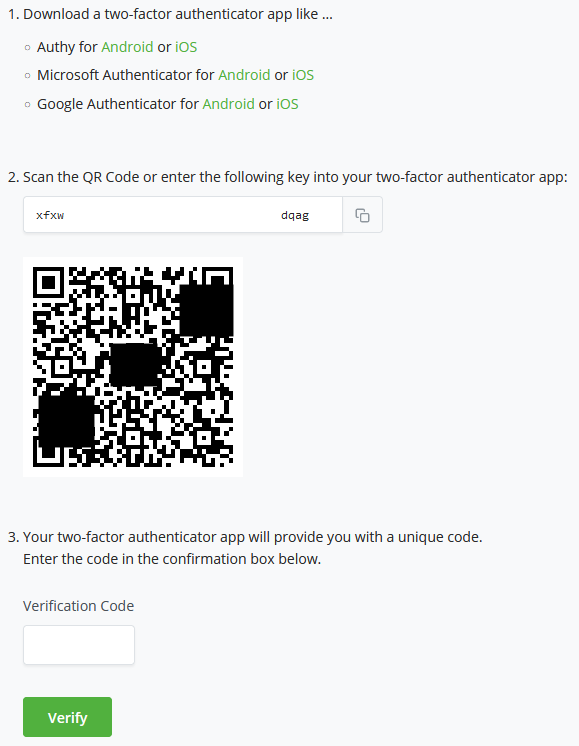 1. Download a two-factor authenticator app like ...
Authy for Android or iOS
Microsoft Authenticator for Android or iOS
Google Authenticator for Android or iOS
2. Scan the QR Code or enter the following key into your two-factor authenticator app:
xfxw dqag
3. Your two-factor authenticator app will provide you with a unique code.
Enter the code in the confirmation box below.
Verification Code
Verify